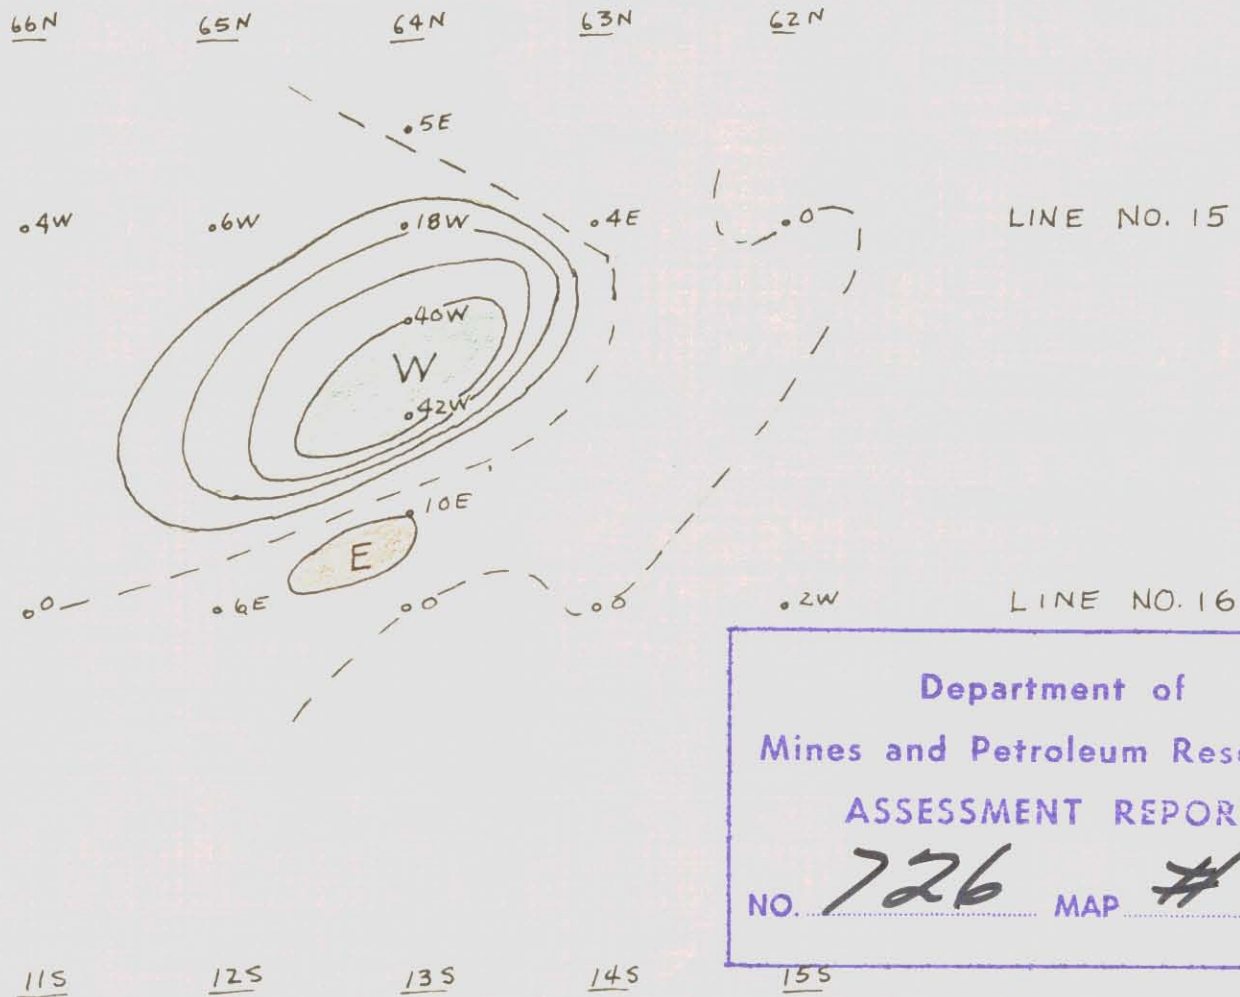 66N 65N 64N 63N 62N
5E
4W 6W 18W 4E 0 LINE NO. 15
40W
W
42W
10E
E
0 6E 0 0 2W LINE NO. 16
Department of
Mines and Petroleum
ASSESSMENT
NO. 726 MAP #
11S 12S 13S 14S 15S